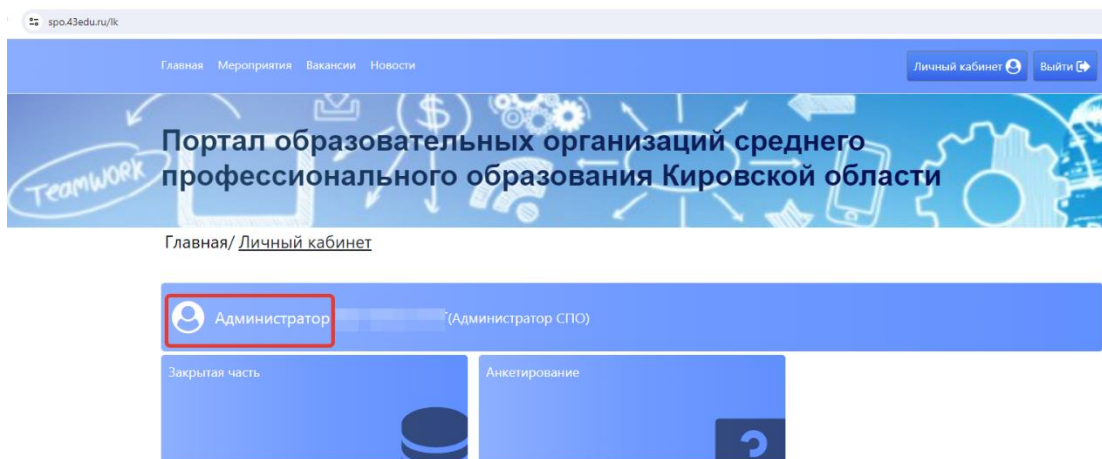 spo.43edu.ru/lk
Главная Мероприятия Вакансии Новости Личный кабинет Выйти
TEAMWORK
Портал образовательных организаций среднего
профессионального образования Кировской области
Главная/ Личный кабинет
Администратор (Администратор СПО)
Закрытая часть Анкетирование